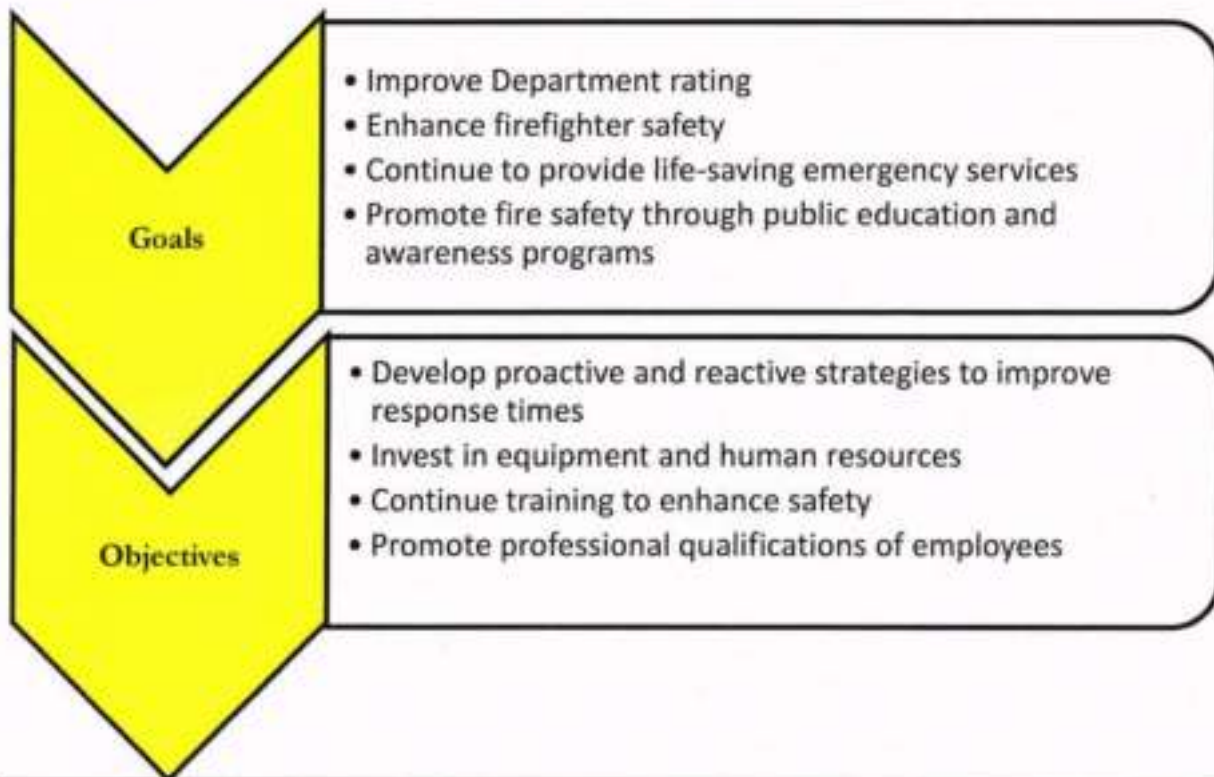 Goals
• Improve Department rating
• Enhance firefighter safety
• Continue to provide life-saving emergency services
• Promote fire safety through public education and
awareness programs
Objectives
• Develop proactive and reactive strategies to improve
response times
• Invest in equipment and human resources
• Continue training to enhance safety
• Promote professional qualifications of employees